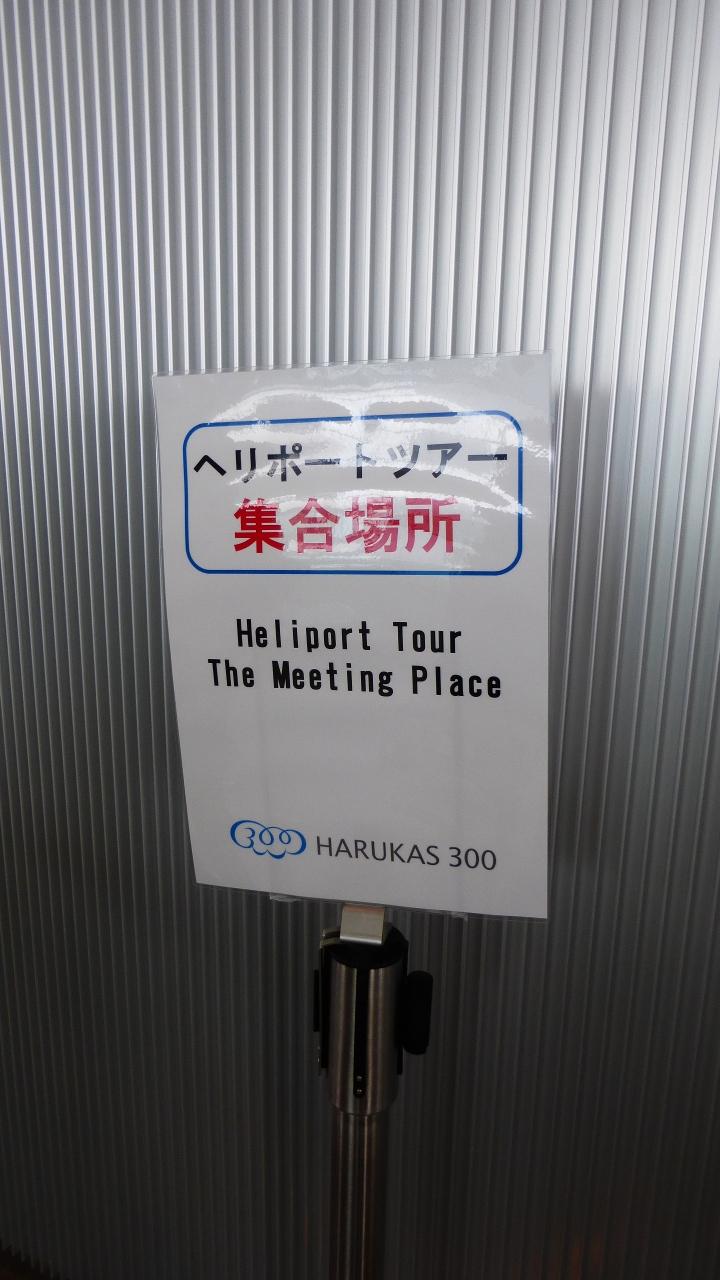 ヘリポートツアー
集合場所
Heliport Tour
The Meeting Place
300 HARUKAS 300